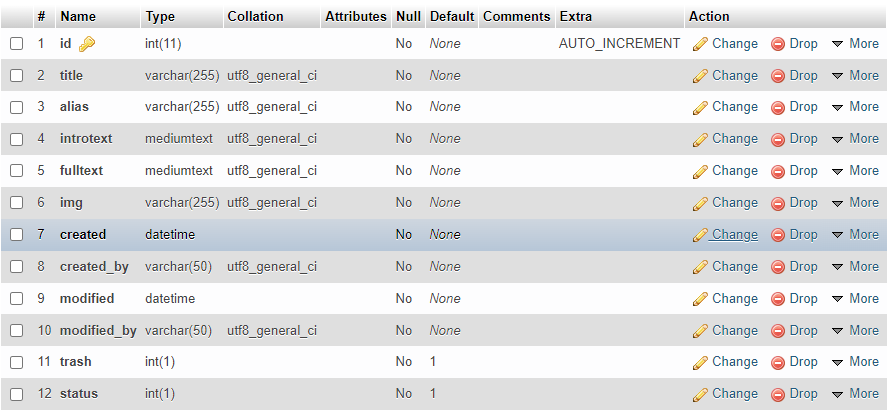 # Name Type Collation Attributes Null Default Comments Extra Action
1 id int(11) No None AUTO_INCREMENT Change Drop More
2 title varchar(255) utf8_general_ci No None Change Drop More
3 alias varchar(255) utf8_general_ci No None Change Drop More
4 introtext mediumtext utf8_general_ci No None Change Drop More
5 fulltext mediumtext utf8_general_ci No None Change Drop More
6 img varchar(255) utf8_general_ci No None Change Drop More
7 created datetime No None Change Drop More
8 created_by varchar(50) utf8_general_ci No None Change Drop More
9 modified datetime No None Change Drop More
10 modified_by varchar(50) utf8_general_ci No None Change Drop More
11 trash int(1) No 1 Change Drop More
12 status int(1) No 1 Change Drop More